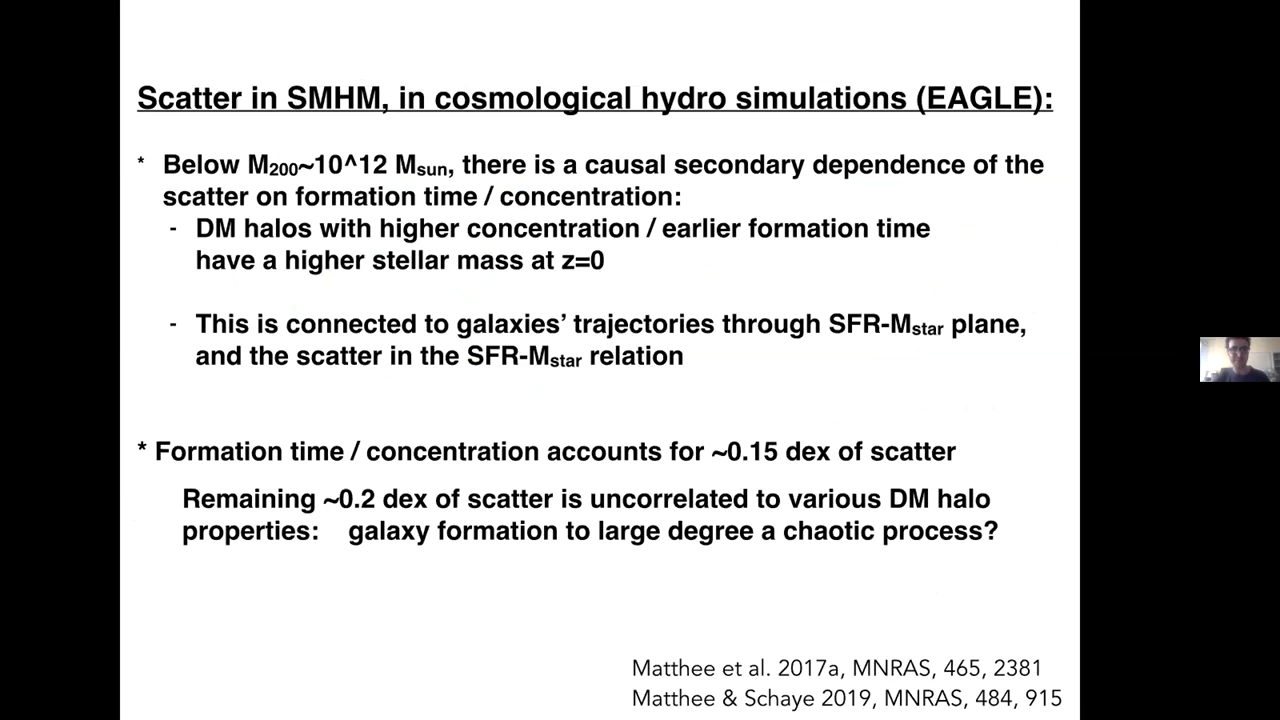 Scatter in SMHM, in cosmological hydro simulations (EAGLE):
* Below M200~10^12 Msun, there is a causal secondary dependence of the
scatter on formation time / concentration:
- DM halos with higher concentration / earlier formation time
have a higher stellar mass at z=0
- This is connected to galaxies’ trajectories through SFR-Mstar plane,
and the scatter in the SFR-Mstar relation
* Formation time / concentration accounts for ~0.15 dex of scatter
Remaining ~0.2 dex of scatter is uncorrelated to various DM halo
properties: galaxy formation to large degree a chaotic process?
Matthee et al. 2017a, MNRAS, 465, 2381
Matthee & Schaye 2019, MNRAS, 484, 915